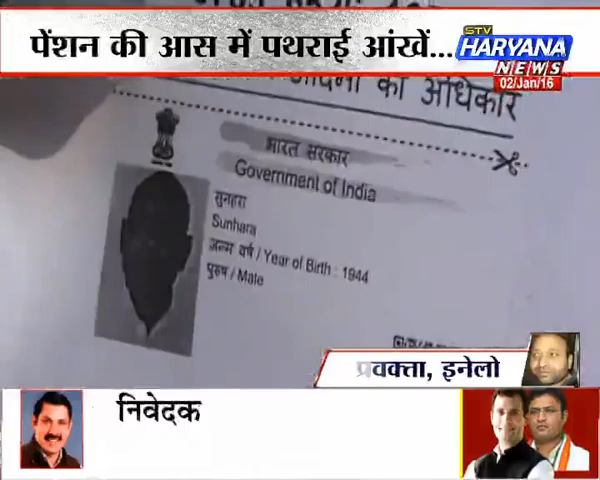 पेंशन की आस में पथराई आंखें...
STV
HARYANA
NEWS
02/Jan/16
का अधिकार
भारत सरकार
Government of India
सुनहरा
Sunhara
जन्म वर्ष / Year of Birth : 1944
पुरुष / Male
प्रवक्ता, इनेलो
निवेदक